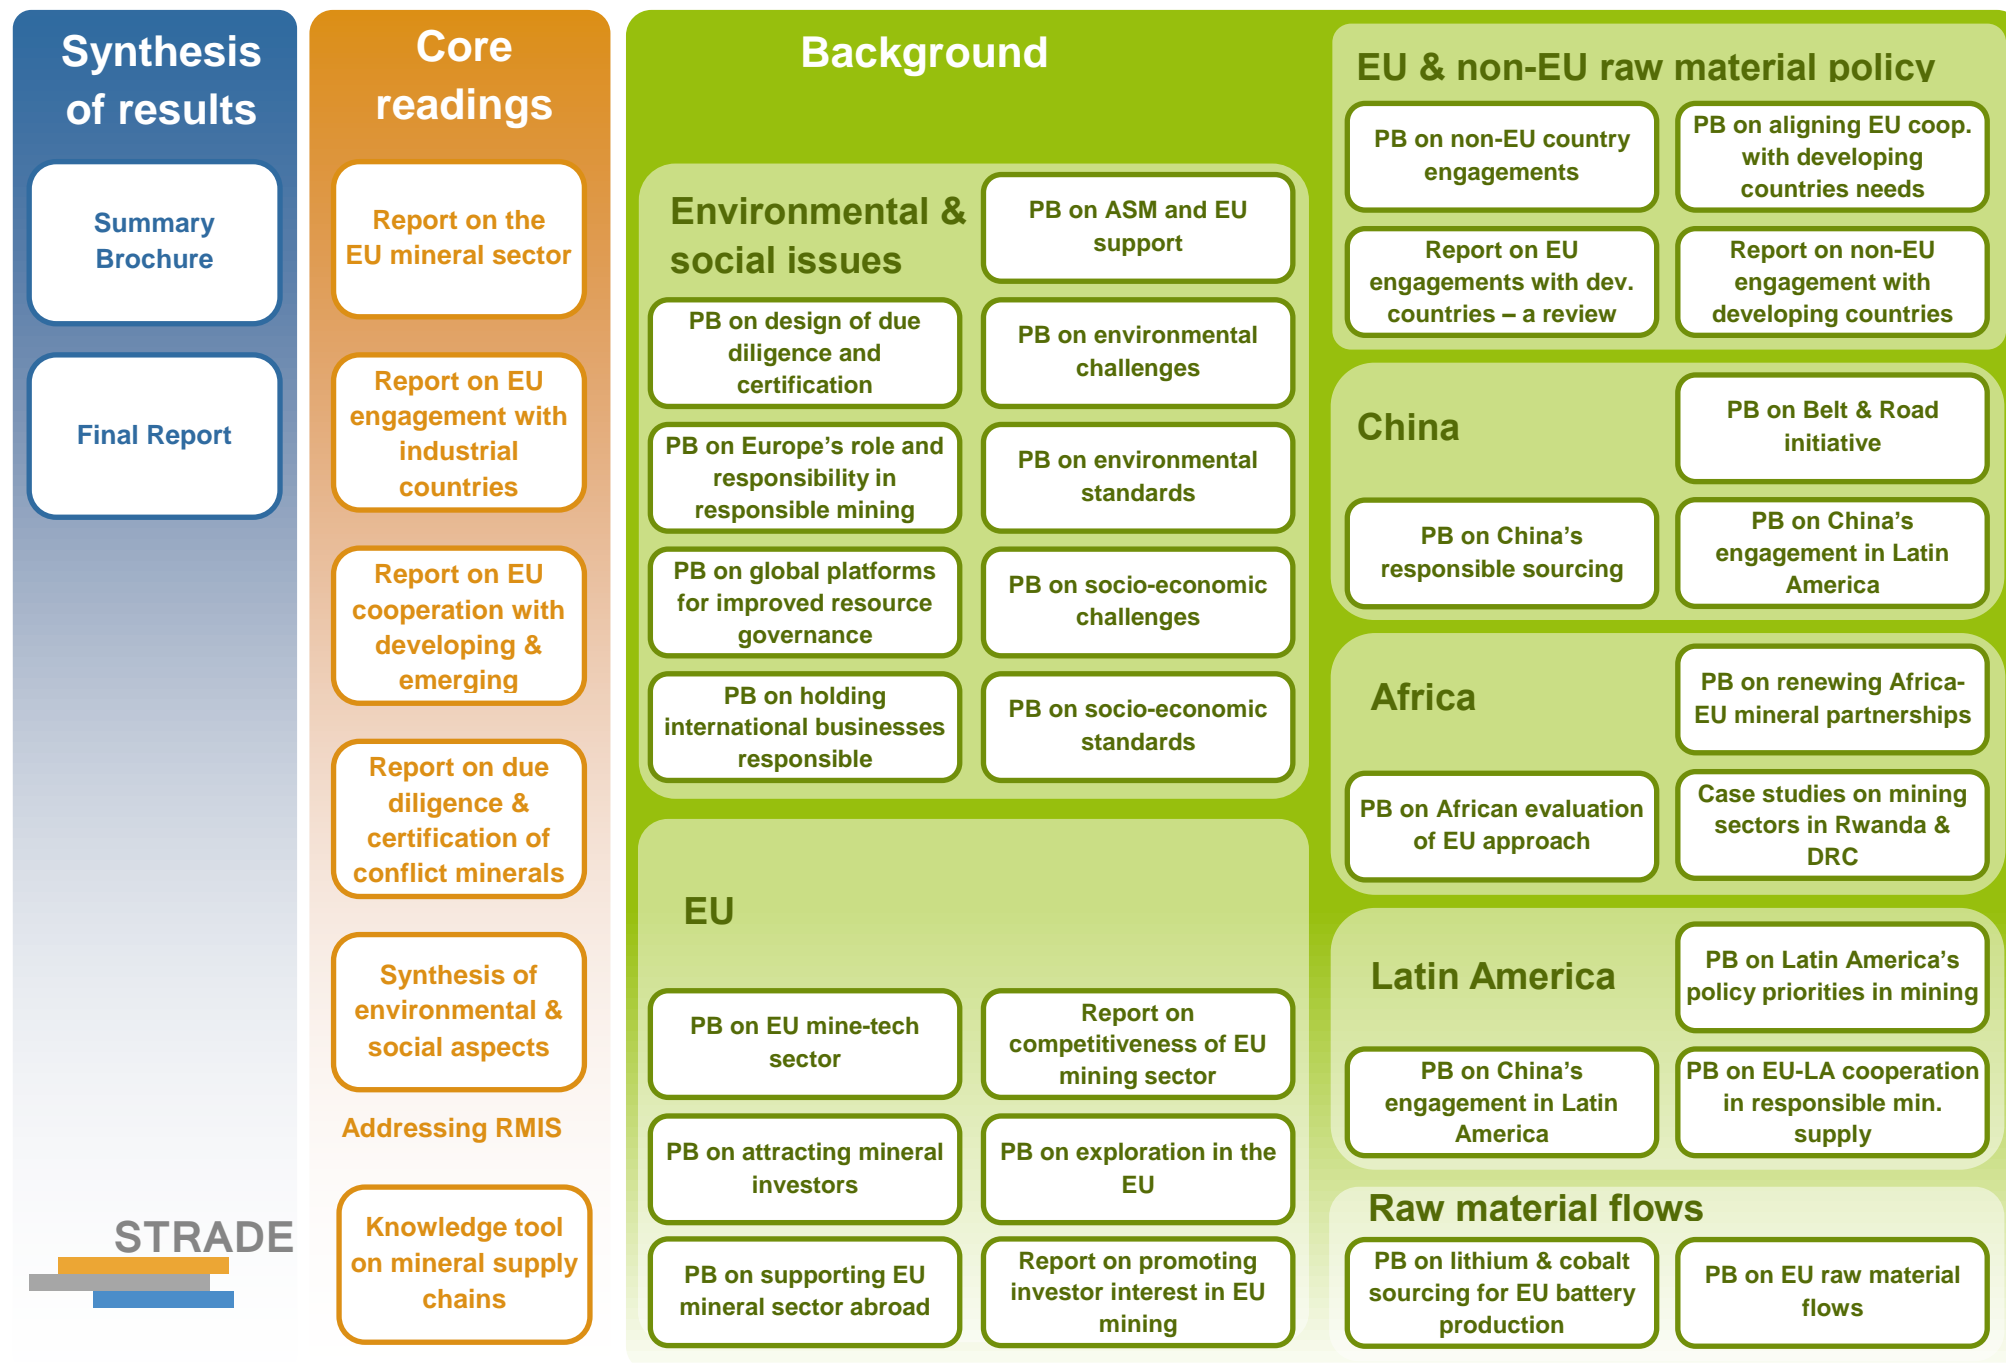 Synthesis
of results
Summary
Brochure
Final Report
STRADE
Core
readings
Report on the
EU mineral sector
Report on EU
engagement with
industrial
countries
Report on EU
cooperation with
developing &
emerging
Report on due
diligence &
certification of
conflict minerals
Synthesis of
environmental &
social aspects
Addressing RMIS
Knowledge tool
on mineral supply
chains
Background
Environmental &
social issues
PB on ASM and EU
support
PB on design of due
diligence and
certification
PB on environmental
challenges
PB on Europe’s role and
responsibility in
responsible mining
PB on environmental
standards
PB on global platforms
for improved resource
governance
PB on socio-economic
challenges
PB on holding
international businesses
responsible
PB on socio-economic
standards
EU
PB on EU mine-tech
sector
Report on
competitiveness of EU
mining sector
PB on attracting mineral
investors
PB on exploration in the
EU
PB on supporting EU
mineral sector abroad
Report on promoting
investor interest in EU
mining
EU & non-EU raw material policy
PB on non-EU country
engagements
PB on aligning EU coop.
with developing
countries needs
Report on EU
engagements with dev.
countries – a review
Report on non-EU
engagement with
developing countries
China
PB on Belt & Road
initiative
PB on China’s
responsible sourcing
PB on China’s
engagement in Latin
America
Africa
PB on renewing Africa-
EU mineral partnerships
PB on African evaluation
of EU approach
Case studies on mining
sectors in Rwanda &
DRC
Latin America
PB on Latin America’s
policy priorities in mining
PB on China’s
engagement in Latin
America
PB on EU-LA cooperation
in responsible min.
supply
Raw material flows
PB on lithium & cobalt
sourcing for EU battery
production
PB on EU raw material
flows